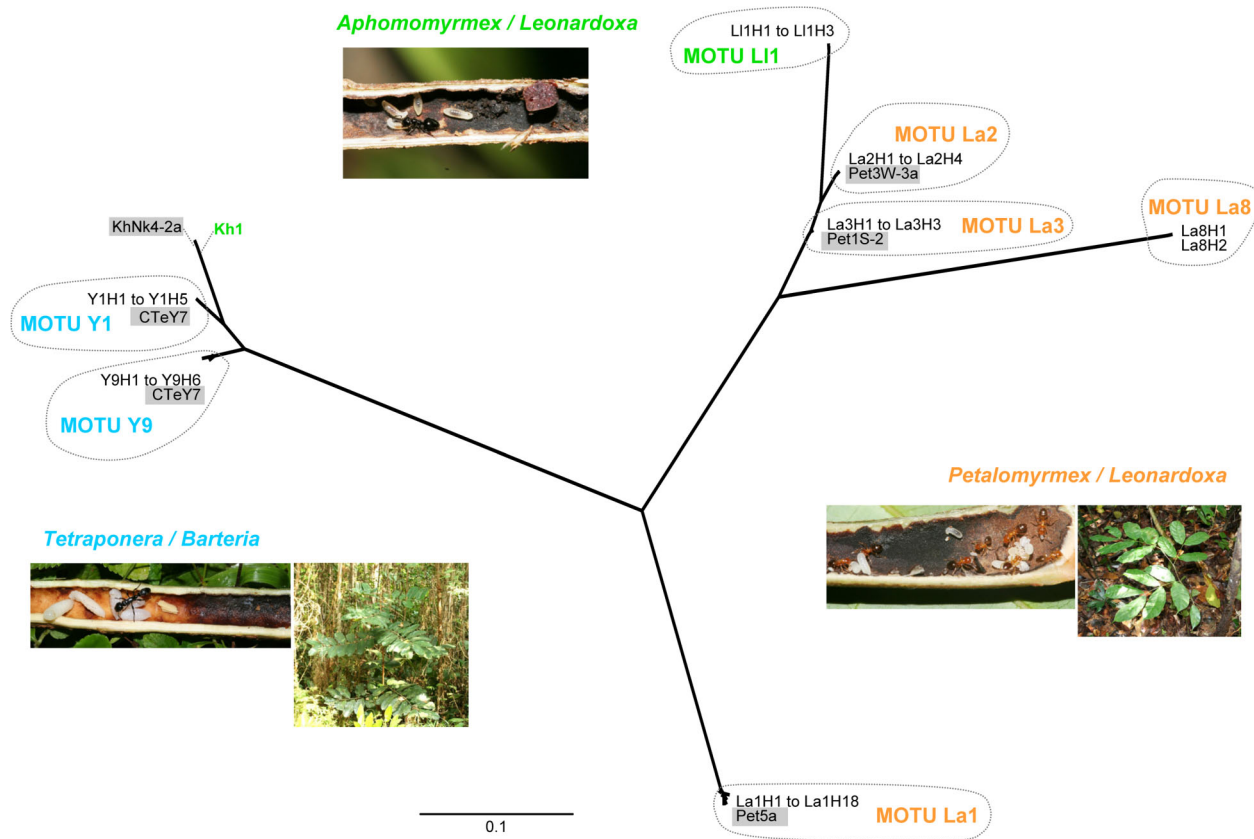 Aphomomyrmex / Leonardoxa
Ll1H1 to Ll1H3
MOTU Ll1
MOTU La2
La2H1 to La2H4
Pet3W-3a
MOTU La8
La8H1
La8H2
La3H1 to La3H3
MOTU La3
Pet1S-2
KhNk4-2a
Kh1
Y1H1 to Y1H5
CTeY7
MOTU Y1
Y9H1 to Y9H6
CTeY7
MOTU Y9
Petalomyrmex / Leonardoxa
Tetraponera / Barteria
La1H1 to La1H18
Pet5a
MOTU La1
0.1